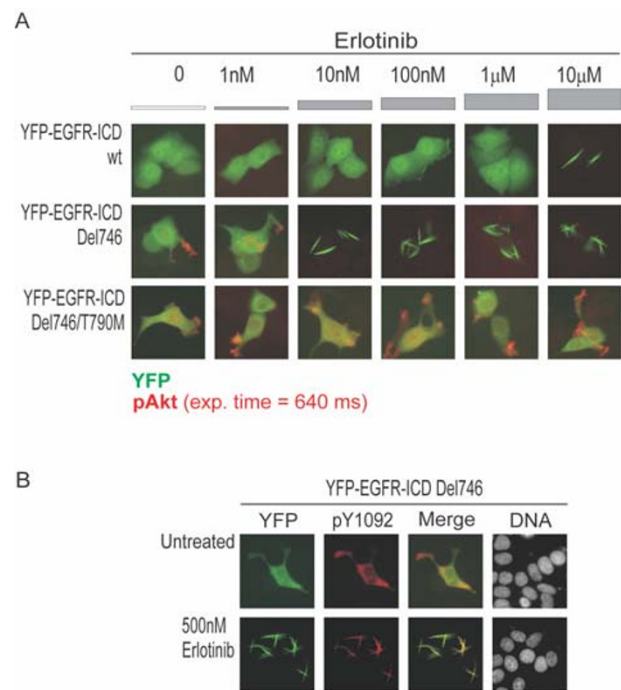 A
Erlotinib
0 1nM 10nM 100nM 1μM 10μM
YFP-EGFR-ICD
wt
YFP-EGFR-ICD
Del746
YFP-EGFR-ICD
Del746/T790M
YFP
pAkt (exp. time = 640 ms)
B
YFP-EGFR-ICD Del746
YFP pY1092 Merge DNA
Untreated
500nM
Erlotinib